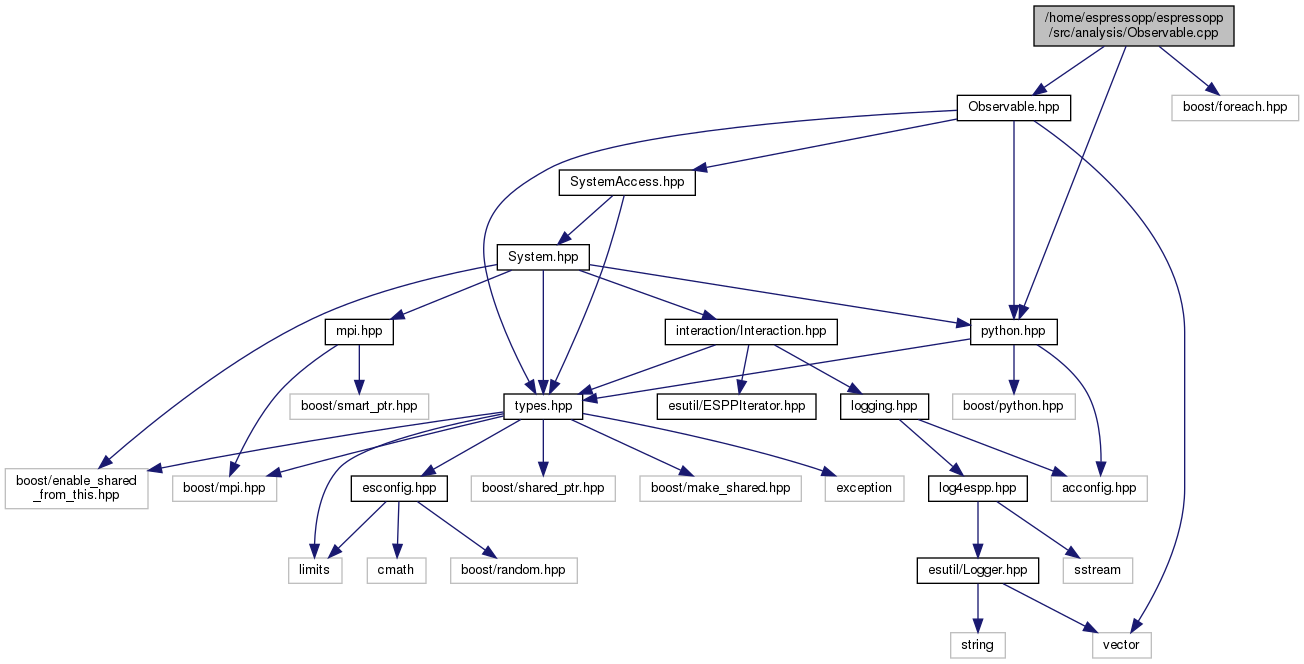 /home/espressopp/espressopp
/src/analysis/Observable.cpp
Observable.hpp
boost/foreach.hpp
SystemAccess.hpp
System.hpp
mpi.hpp
interaction/Interaction.hpp
python.hpp
boost/smart_ptr.hpp
types.hpp
esutil/ESPPIterator.hpp
logging.hpp
boost/python.hpp
boost/enable_shared
_from_this.hpp
boost/mpi.hpp
esconfig.hpp
boost/shared_ptr.hpp
boost/make_shared.hpp
exception
log4espp.hpp
acconfig.hpp
limits
cmath
boost/random.hpp
esutil/Logger.hpp
sstream
string
vector